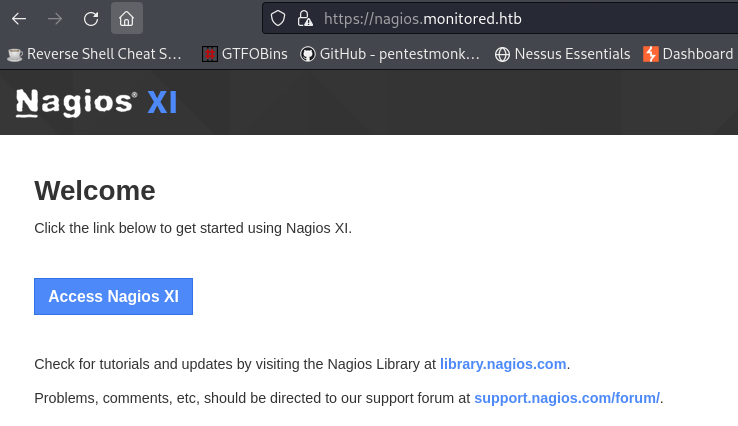 https://nagios.monitored.htb
Reverse Shell Cheat S… GTFOBins GitHub - pentestmonk… Nessus Essentials Dashboard
Nagios® XI
Welcome
Click the link below to get started using Nagios XI.
Access Nagios XI
Check for tutorials and updates by visiting the Nagios Library at library.nagios.com.
Problems, comments, etc, should be directed to our support forum at support.nagios.com/forum/.